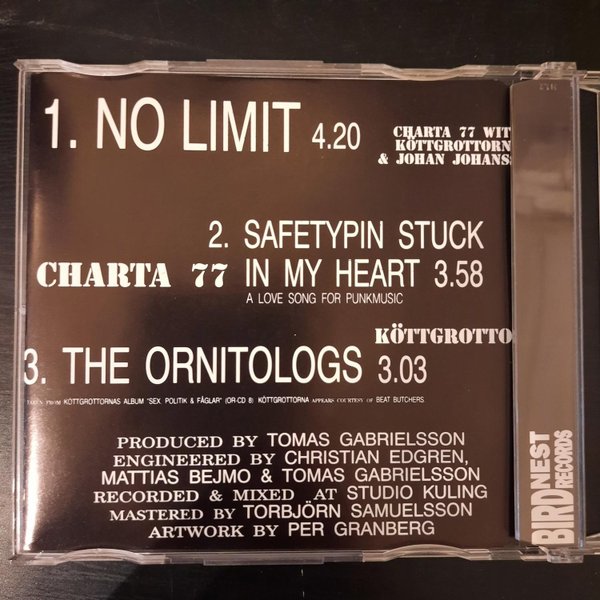 1. NO LIMIT 4.20
CHARTA 77 WIT
KÖTTGROTTORN
& JOHAN JOHANS
2. SAFETYPIN STUCK
CHARTA 77 IN MY HEART 3.58
A LOVE SONG FOR PUNKMUSIC
KÖTTGROTTO
3. THE ORNITOLOGS 3.03
TAKEN FROM KÖTTGROTTORNAS ALBUM "SEX, POLITIK & FÅGLAR" (OR-CD 8) KÖTTGROTTORNA APPEARS COURTESY OF BEAT BUTCHERS.
PRODUCED BY TOMAS GABRIELSSON
ENGINEERED BY CHRISTIAN EDGREN,
MATTIAS BEJMO & TOMAS GABRIELSSON
RECORDED & MIXED AT STUDIO KULING
MASTERED BY TORBJÖRN SAMUELSSON
ARTWORK BY PER GRANBERG
BIRDNEST
RECORDS